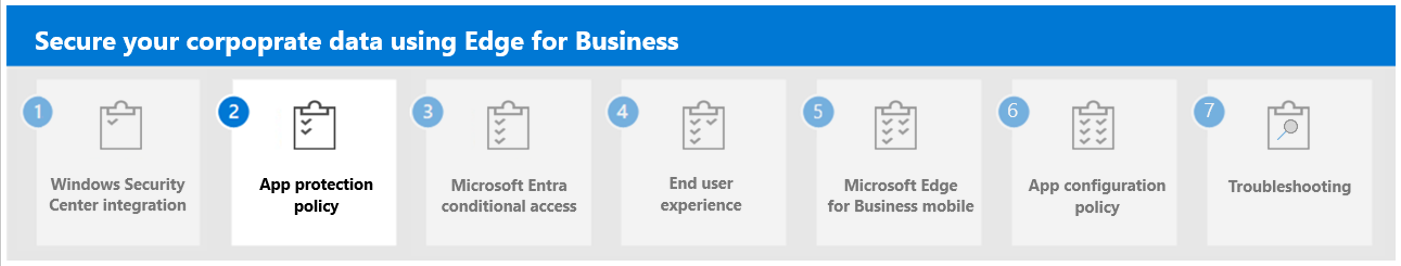 Secure your corpoprate data using Edge for Business
1
Windows Security
Center integration
2
App protection
policy
3
Microsoft Entra
conditional access
4
End user
experience
5
Microsoft Edge
for Business mobile
6
App configuration
policy
7
Troubleshooting